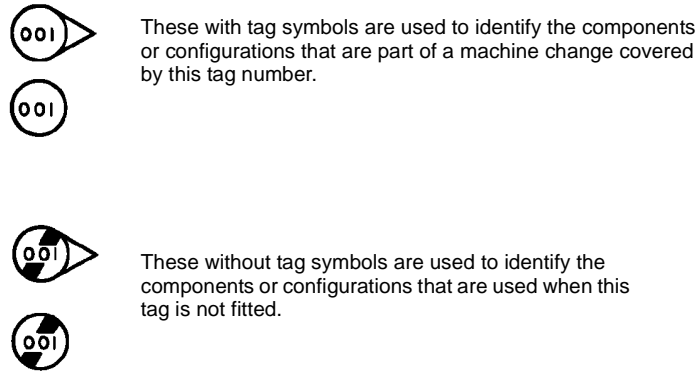 001
These with tag symbols are used to identify the components
or configurations that are part of a machine change covered
by this tag number.
001
001
These without tag symbols are used to identify the
components or configurations that are used when this
tag is not fitted.
001